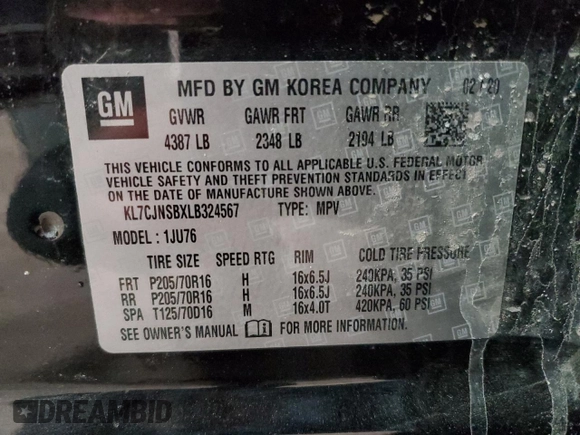 GM
MFD BY GM KOREA COMPANY 02 / 20
GVWR GAWR FRT GAWR RR
4387 LB 2348 LB 2194 LB
THIS VEHICLE CONFORMS TO ALL APPLICABLE U.S. FEDERAL MOTOR
VEHICLE SAFETY AND THEFT PREVENTION STANDARDS IN EFFECT
ON THE DATE OF MANUFACTURE SHOWN ABOVE.
KL7CJNSBXLB324567 TYPE: MPV
MODEL : 1JU76
TIRE SIZE SPEED RTG RIM COLD TIRE PRESSURE
FRT P205/70R16 H 16x6.5J 240KPA, 35 PSI
RR P205/70R16 H 16x6.5J 240KPA, 35 PSI
SPA T125/70D16 M 16x4.0T 420KPA, 60 PSI
SEE OWNER'S MANUAL FOR MORE INFORMATION.
DREAMBID